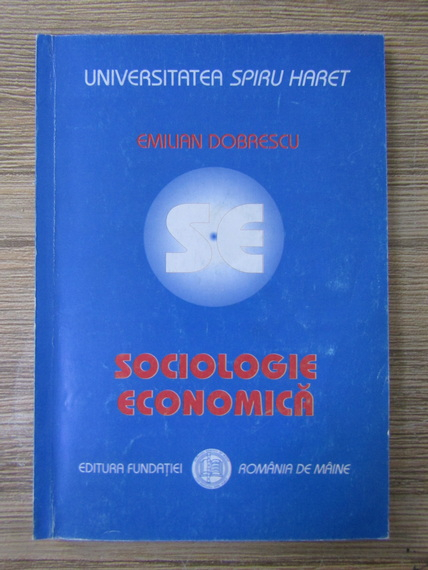 UNIVERSITATEA SPIRU HARET
EMILIAN DOBRESCU
SE
SOCIOLOGIE
ECONOMICĂ
EDITURA FUNDAȚIEI ROMÂNIA DE MÂINE